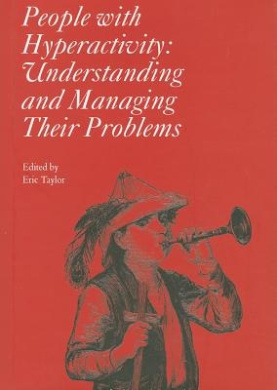 People with
Hyperactivity:
Understanding
and Managing
Their Problems
Edited by
Eric Taylor